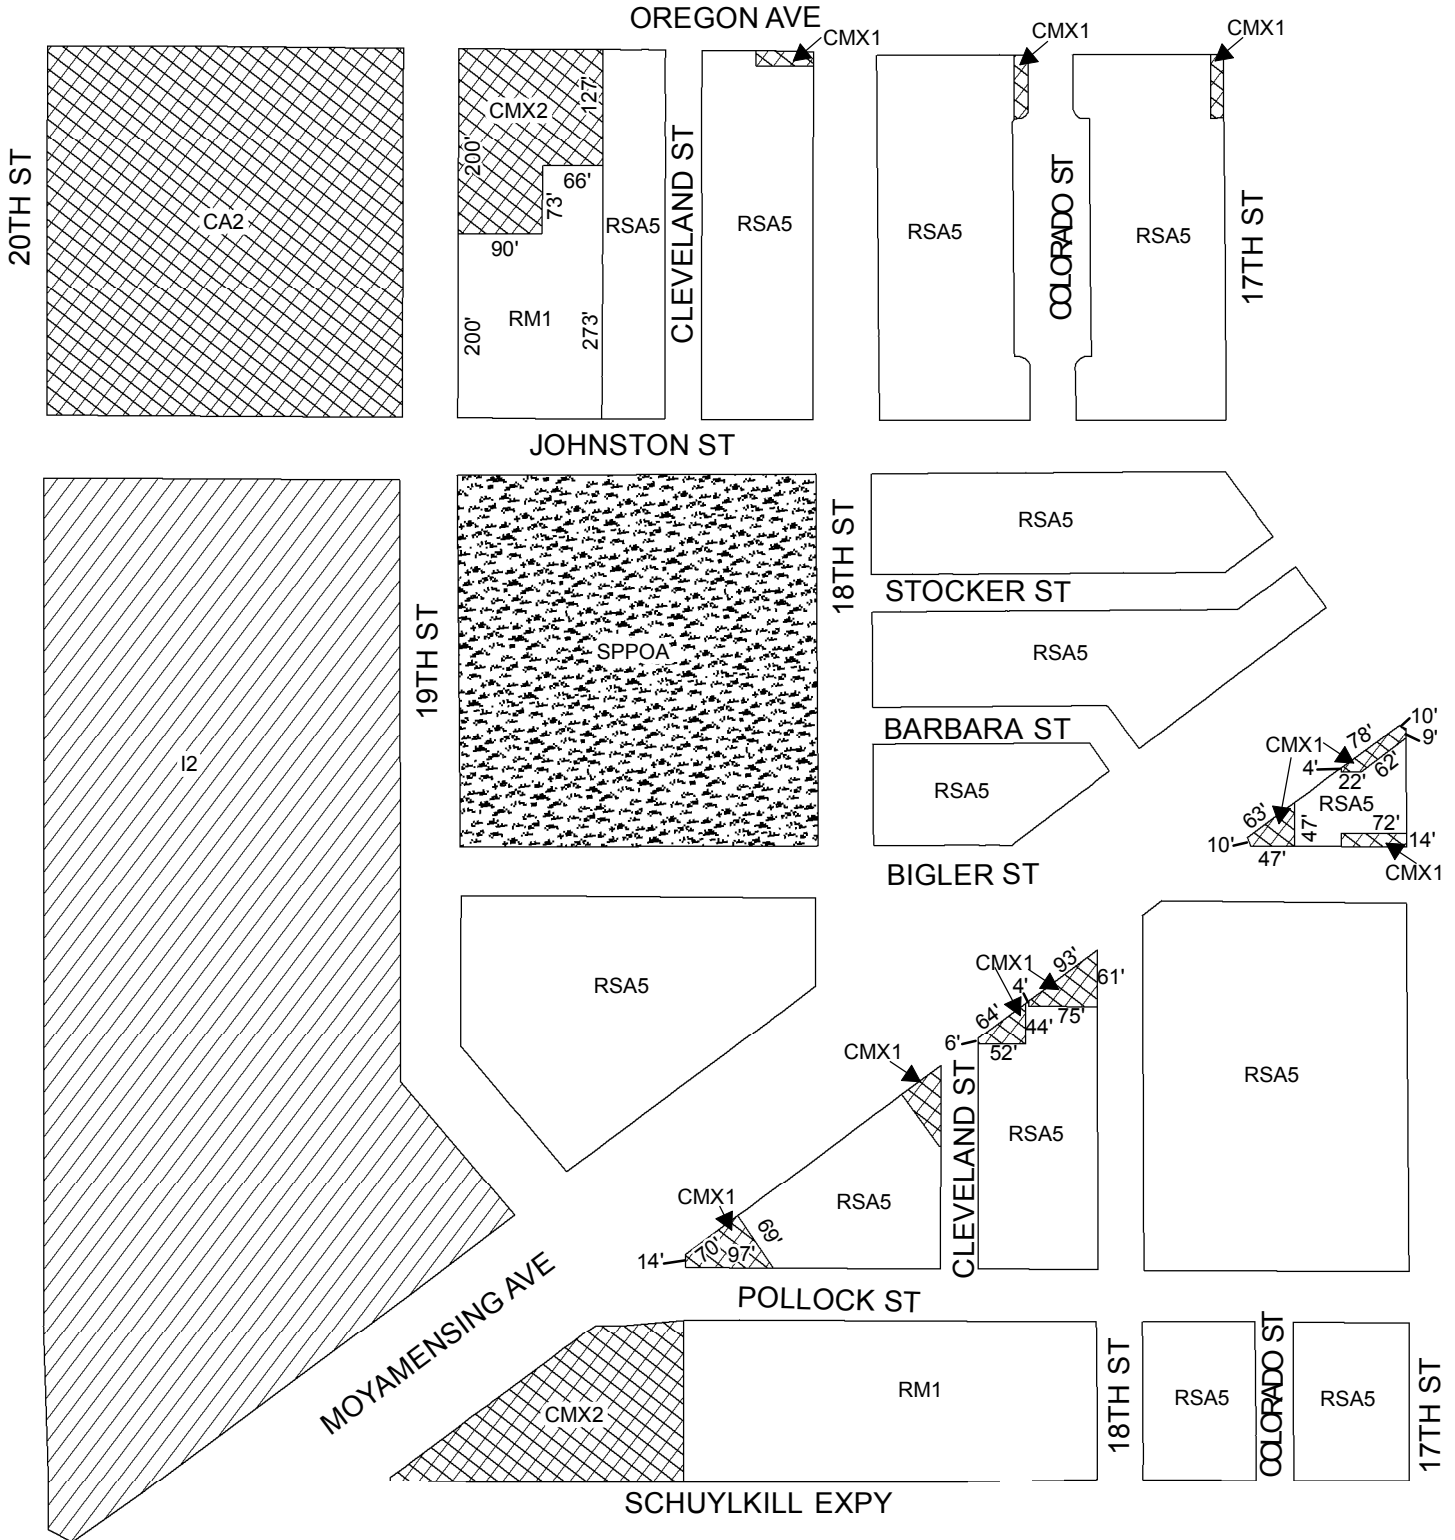 OREGON AVE
CMX1
CMX1
CMX1
20TH ST
CA2
CMX2
127'
200'
66'
73'
90'
RSA5
CLEVELAND ST
RSA5
RSA5
COLORADO ST
RSA5
17TH ST
200'
RM1
273'
JOHNSTON ST
RSA5
18TH ST
STOCKER ST
19TH ST
SPPOA
RSA5
BARBARA ST
I2
RSA5
10'
78'
9'
CMX1
62'
4'
22'
RSA5
63'
47'
72'
14'
10'
47'
CMX1
BIGLER ST
RSA5
CMX1
93'
61'
4'
64'
75'
44'
6'
52'
CMX1
CLEVELAND ST
RSA5
RSA5
CMX1
RSA5
69'
70'
97'
14'
MOYAMENSING AVE
POLLOCK ST
RM1
CMX2
18TH ST
RSA5
COLORADO ST
RSA5
17TH ST
SCHUYLKILL EXPY